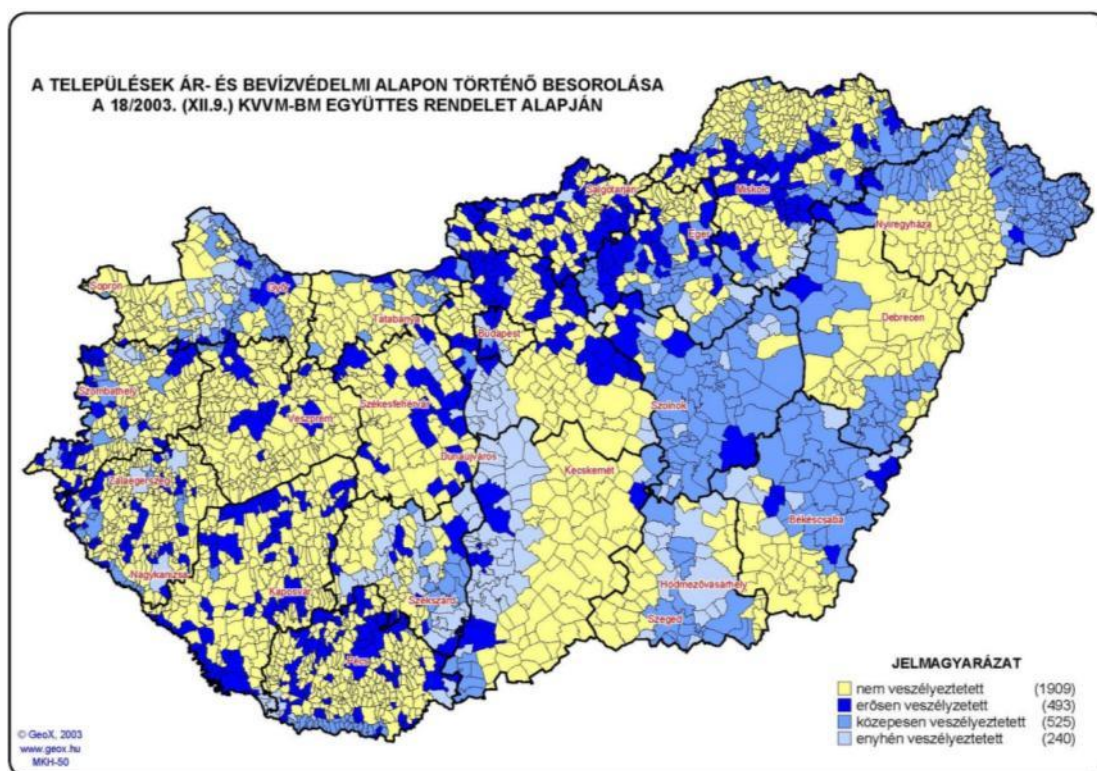 A TELEPÜLÉSEK ÁR- ÉS BEVÍZVÉDELMI ALAPON TÖRTÉNŐ BESOROLÁSA
A 18/2003. (XII.9.) KVVM-BM EGYÜTTES RENDELET ALAPJÁN
Salgótarján
Miskolc
Eger
Nyíregyháza
Sopron
Győr
Tatabánya
Budapest
Debrecen
Szombathely
Veszprém
Székesfehérvár
Szolnok
Dunaújváros
Kecskemét
Zalaegerszeg
Békéscsaba
Nagykanizsa
Kaposvár
Szekszárd
Hódmezővásárhely
Szeged
Pécs
JELMAGYARÁZAT
nem veszélyeztetett (1909)
erősen veszélyzetett (493)
közepesen veszélyeztetett (525)
enyhén veszélyeztetett (240)
© GeoX, 2003
www.geox.hu
MKH-50